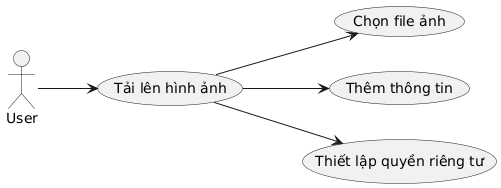 Chọn file ảnh
Tải lên hình ảnh
Thêm thông tin
User
Thiết lập quyền riêng tư